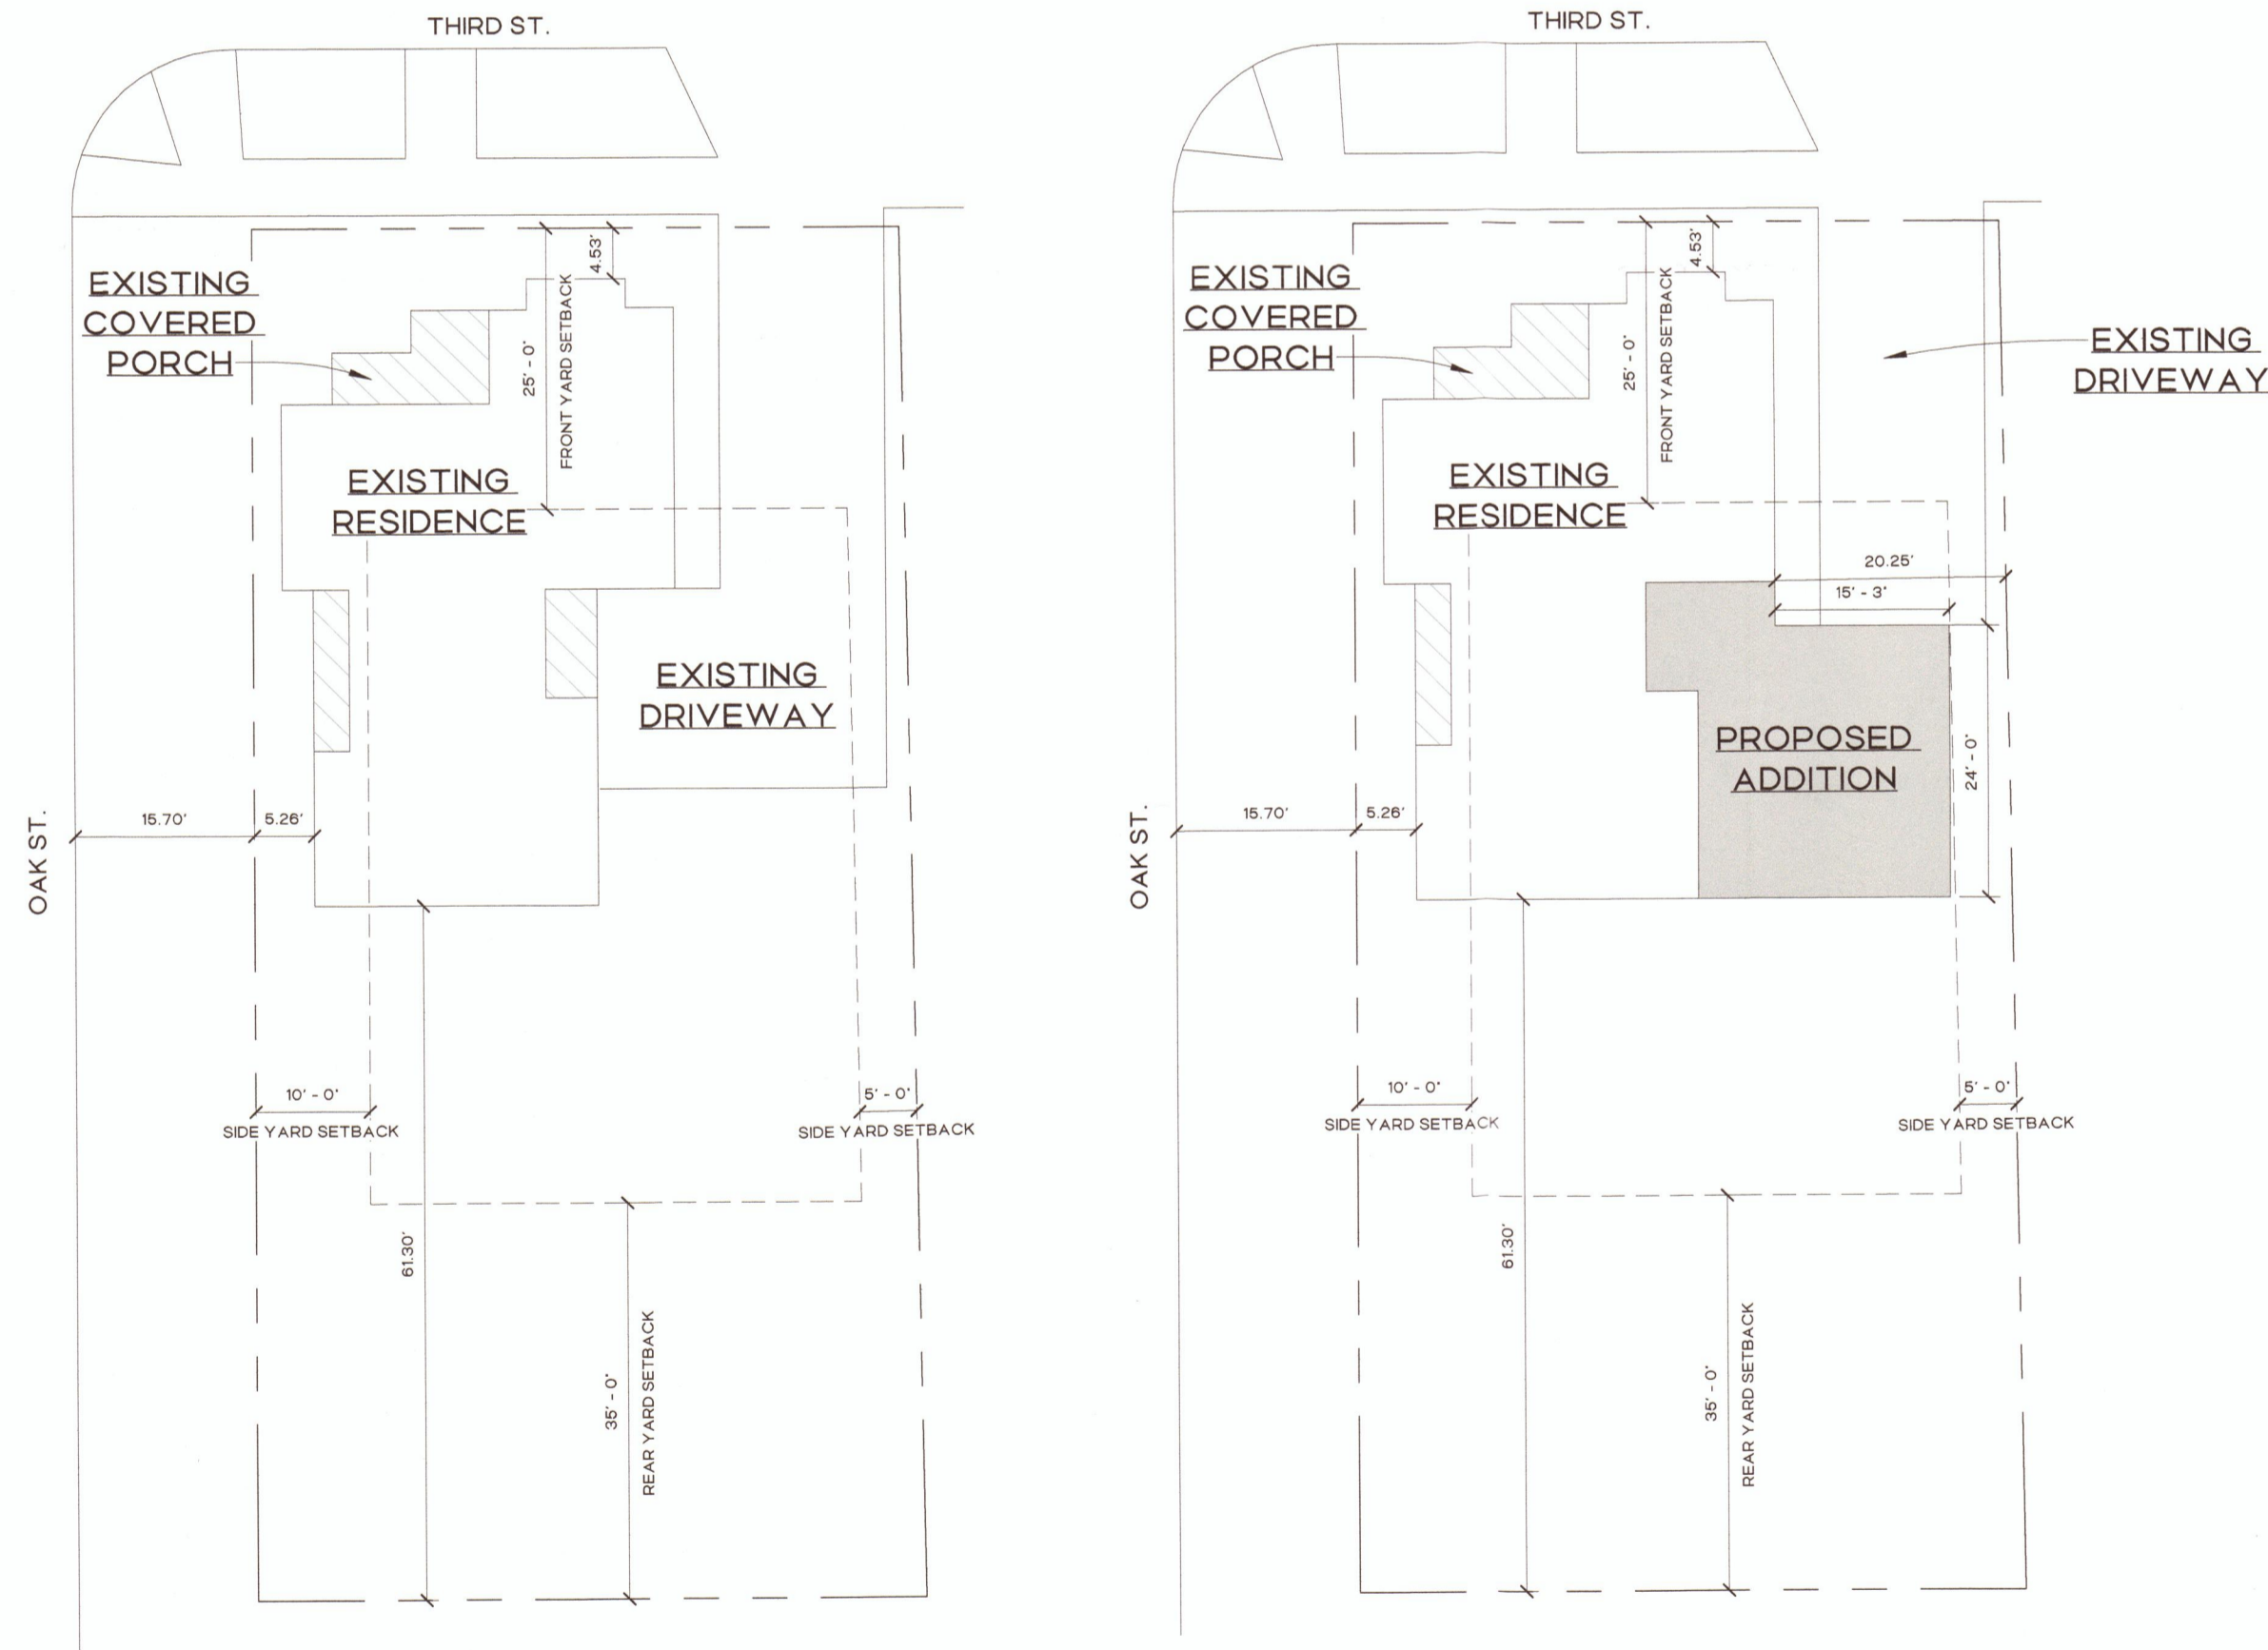 THIRD ST.
4.53'
EXISTING
COVERED
PORCH
25' - 0"
FRONT YARD SETBACK
EXISTING
RESIDENCE
EXISTING
DRIVEWAY
OAK ST.
15.70'
5.26'
10' - 0"
SIDE YARD SETBACK
5' - 0"
SIDE YARD SETBACK
61.30'
35' - 0"
REAR YARD SETBACK
THIRD ST.
4.53'
EXISTING
COVERED
PORCH
25' - 0"
FRONT YARD SETBACK
EXISTING
DRIVEWAY
EXISTING
RESIDENCE
20.25'
15' - 3"
PROPOSED
ADDITION
24' - 0"
OAK ST.
15.70'
5.26'
10' - 0"
SIDE YARD SETBACK
5' - 0"
SIDE YARD SETBACK
61.30'
35' - 0"
REAR YARD SETBACK